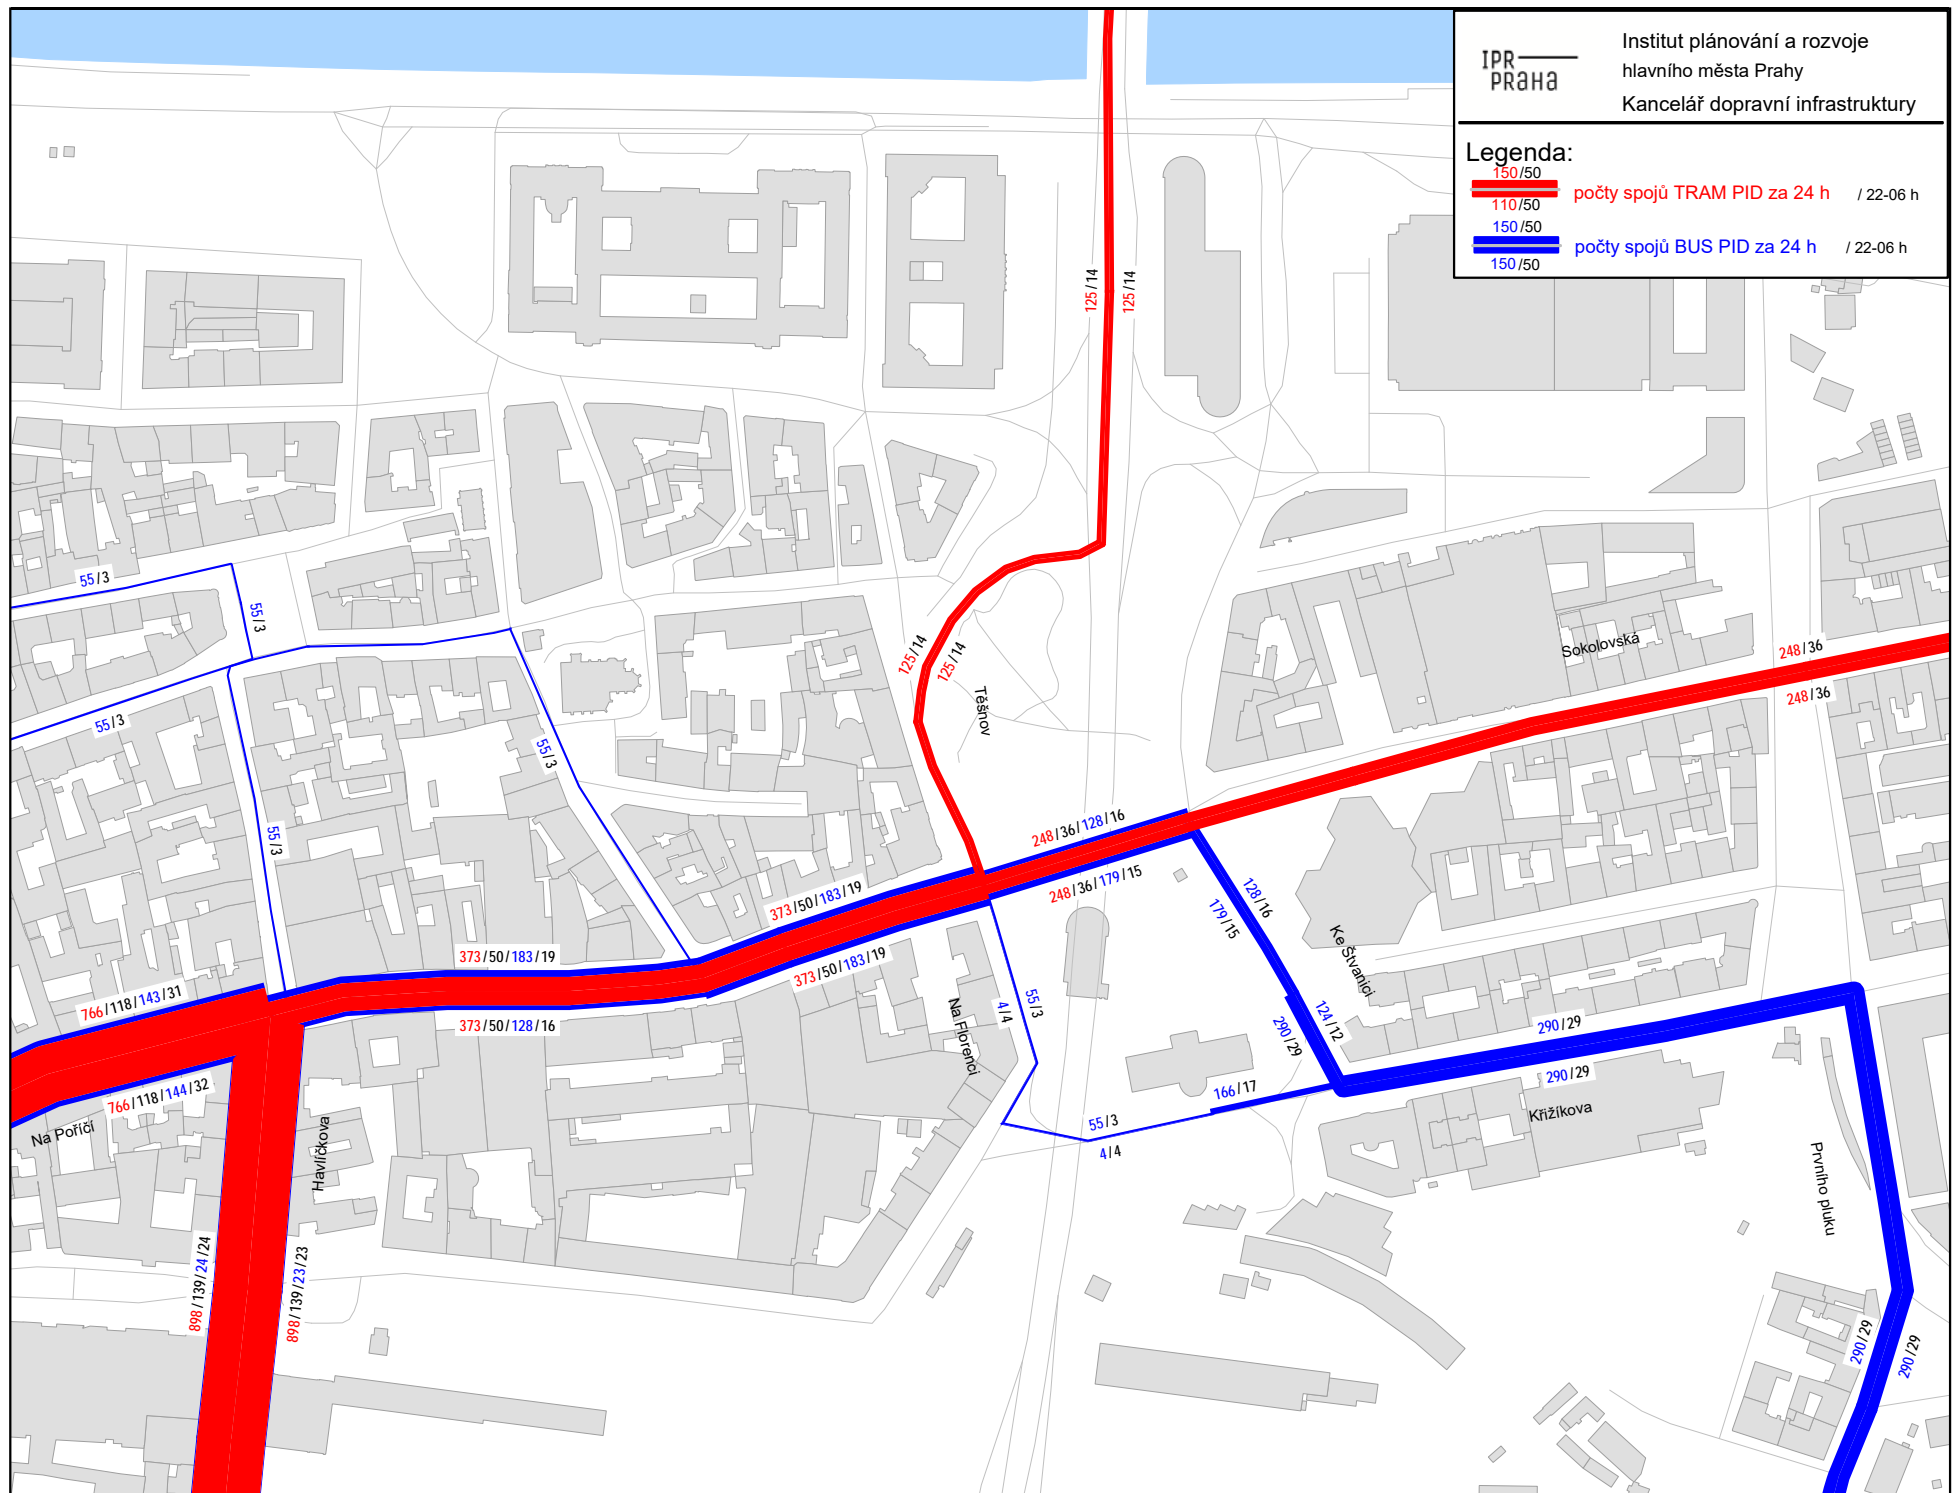 IPR
PRAHA
Institut plánování a rozvoje
hlavního města Prahy
Kancelář dopravní infrastruktury
Legenda:
150/50
počty spojů TRAM PID za 24 h / 22-06 h
110/50
150/50
počty spojů BUS PID za 24 h / 22-06 h
150/50
125/14
125/14
55/3
55/3
125/14
125/14
Těšnov
Sokolovská
248/36
248/36
55/3
55/3
55/3
248/36/128/16
248/36/179/15
373/50/183/19
373/50/183/19
128/16
179/15
Ke Štvanici
373/50/183/19
373/50/128/16
766/118/143/31
766/118/144/32
Na Poříčí
Havlíčkova
Na Florenci
4/4
55/3
124/12
290/29
290/29
290/29
166/17
55/3
4/4
Křižíkova
Prvního pluku
898/139/24/24
898/139/23/23
290/29
290/29